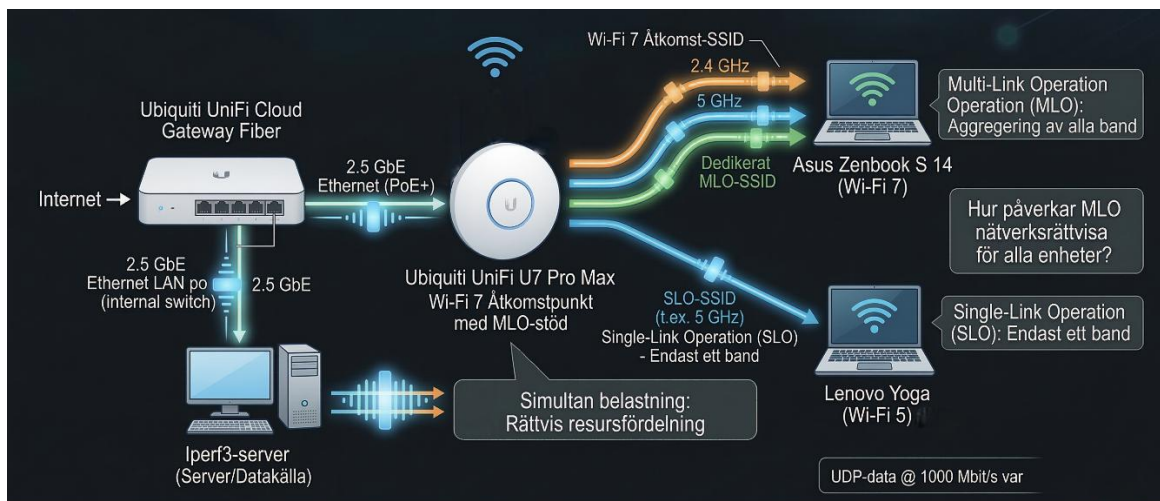 Wi-Fi 7 Åtkomst-SSID
2.4 GHz
5 GHz
Dedikerat
MLO-SSID
Multi-Link Operation
Operation (MLO):
Aggregering av alla band
Asus Zenbook S 14
(Wi-Fi 7)
Ubiquiti UniFi Cloud
Gateway Fiber
Internet
2.5 GbE
Ethernet (PoE+)
U
Hur påverkar MLO
nätverksrättvisa
för alla enheter?
2.5 GbE
Ethernet LAN po
(internal switch)
2.5 GbE
Ubiquiti UniFi U7 Pro Max
Wi-Fi 7 Åtkomstpunkt
med MLO-stöd
SLO-SSID
(t.ex. 5 GHz)
Single-Link Operation (SLO)
- Endast ett band
Single-Link Operation
(SLO): Endast ett band
Lenovo Yoga
(Wi-Fi 5)
Iperf3-server
(Server/Datakälla)
Simultan belastning:
Rättvis resursfördelning
UDP-data @ 1000 Mbit/s var